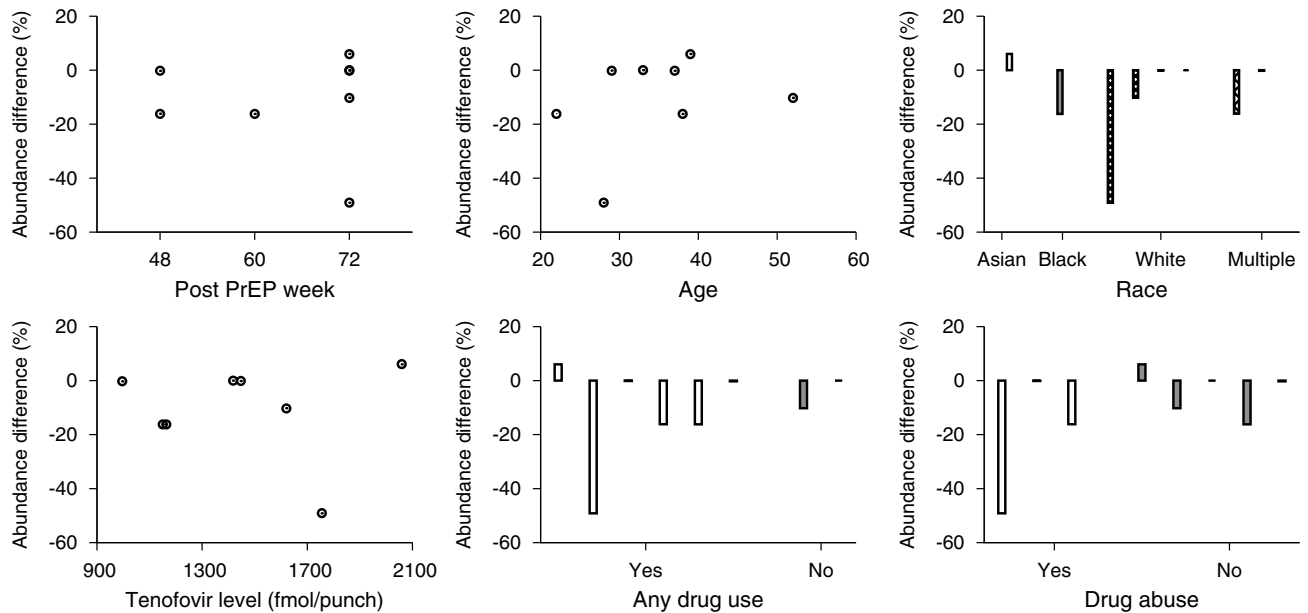 Abundance difference (%)
20
0
-20
-40
-60
48 60 72
Post PrEP week
Abundance difference (%)
20
0
-20
-40
-60
20 30 40 50 60
Age
Abundance difference (%)
20
0
-20
-40
-60
Asian Black White Multiple
Race
Abundance difference (%)
20
0
-20
-40
-60
900 1300 1700 2100
Tenofovir level (fmol/punch)
Abundance difference (%)
20
0
-20
-40
-60
Yes No
Any drug use
Abundance difference (%)
20
0
-20
-40
-60
Yes No
Drug abuse